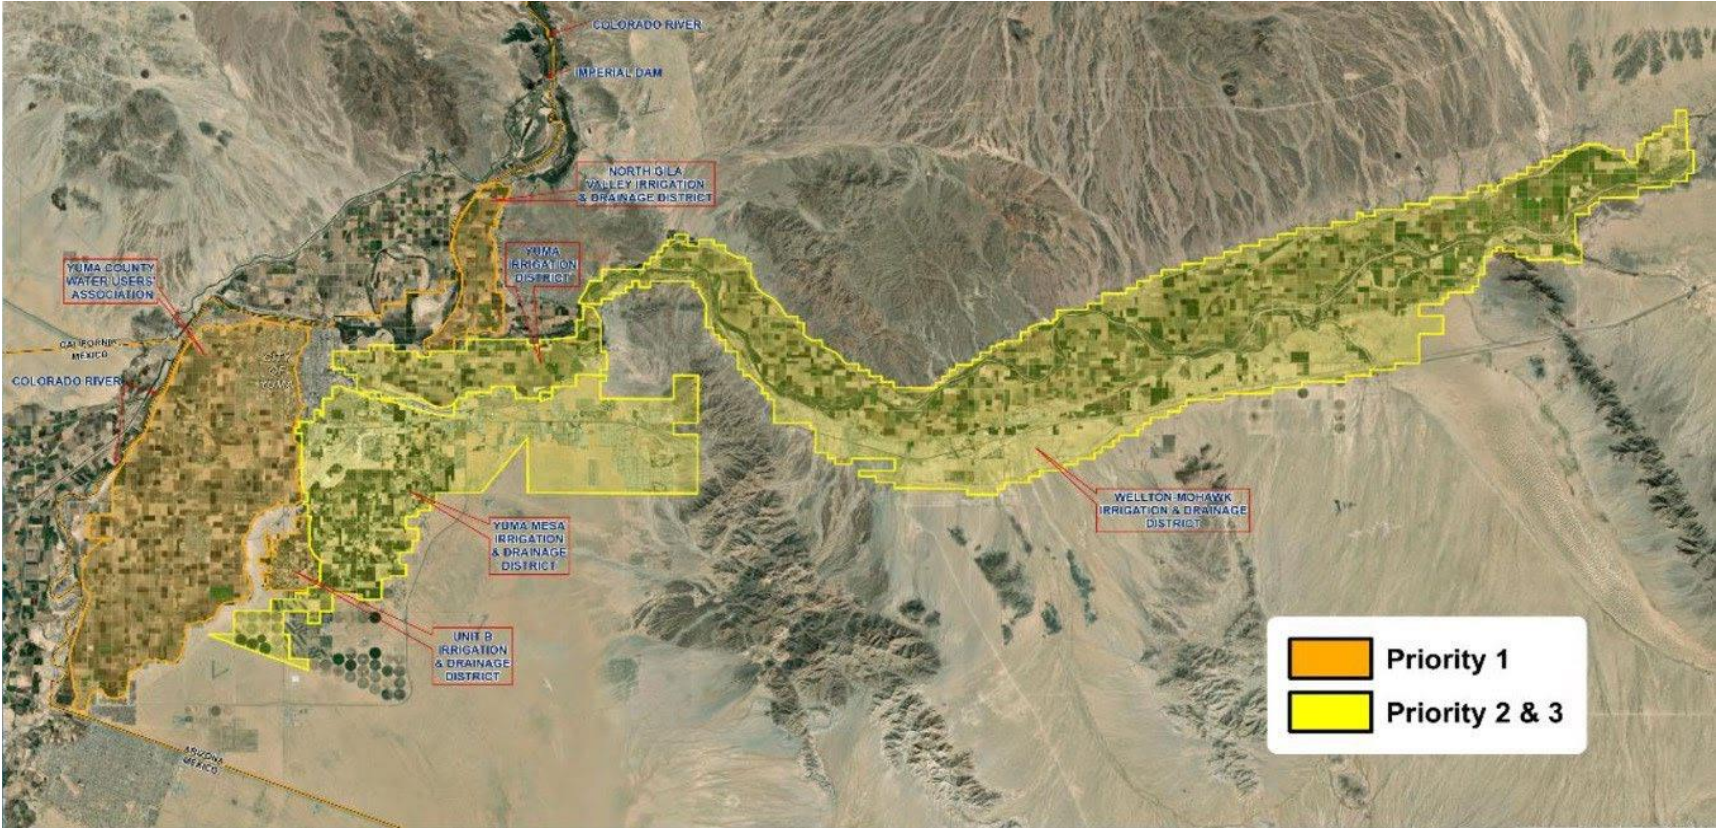 COLORADO RIVER
IMPERIAL DAM
NORTH GILA
VALLEY IRRIGATION
& DRAINAGE DISTRICT
YUMA
IRRIGATION
DISTRICT
YUMA COUNTY
WATER USERS'
ASSOCIATION
CALIFORNIA
MEXICO
CITY
OF
YUMA
COLORADO RIVER
WELLTON-MOHAWK
IRRIGATION & DRAINAGE
DISTRICT
YUMA MESA
IRRIGATION
& DRAINAGE
DISTRICT
UNIT B
IRRIGATION
& DRAINAGE
DISTRICT
Priority 1
Priority 2 & 3
ARIZONA
MEXICO